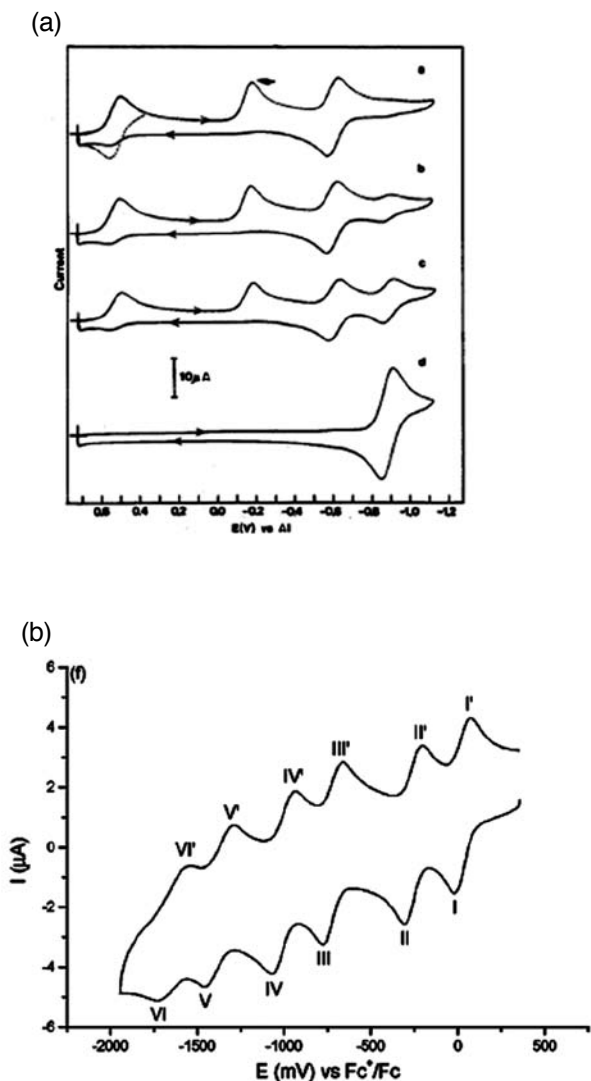 (a)
a
b
c
10μA
d
Current
0.6 0.4 0.2 0.0 -0.2 -0.4 -0.6 -0.8 -1.0 -1.2
E(V) vs Al
(b)
(f)
6
4
2
0
-2
-4
-6
I (μA)
I'
II'
III'
IV'
V'
VI'
I
II
III
IV
V
VI
-2000 -1500 -1000 -500 0 500
E (mV) vs Fc⁺/Fc